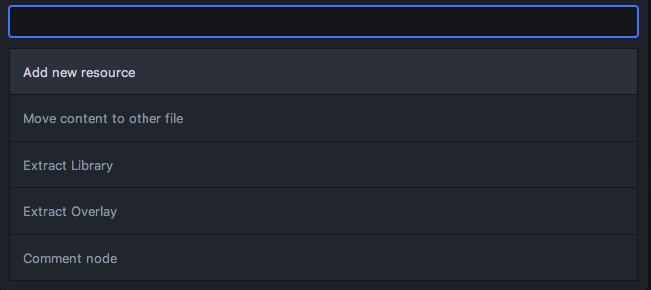 Add new resource
Move content to other file
Extract Library
Extract Overlay
Comment node